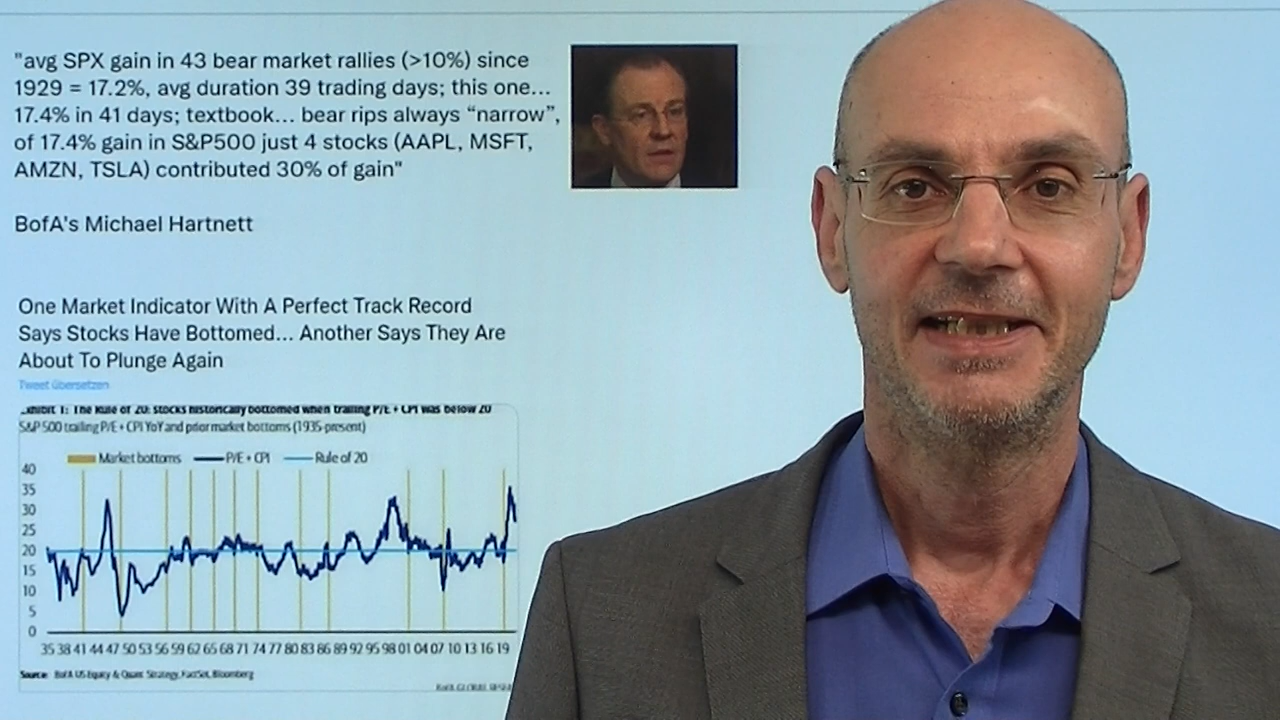 "avg SPX gain in 43 bear market rallies (>10%) since
1929 = 17.2%, avg duration 39 trading days; this one...
17.4% in 41 days; textbook... bear rips always “narrow”,
of 17.4% gain in S&P500 just 4 stocks (AAPL, MSFT,
AMZN, TSLA) contributed 30% of gain"
BofA's Michael Hartnett
One Market Indicator With A Perfect Track Record
Says Stocks Have Bottomed... Another Says They Are
About To Plunge Again
Tweet übersetzen
Exhibit 1: The Rule of 20: stocks historically bottomed when trailing P/E + CPI was below 20
S&P 500 trailing P/E + CPI YoY and prior market bottoms (1935-present)
Market bottoms P/E + CPI Rule of 20
40
35
30
25
20
15
10
5
0
35 38 41 44 47 50 53 56 59 62 65 68 71 74 77 80 83 86 89 92 95 98 01 04 07 10 13 16 19
Source: BofA US Equity & Quant Strategy, FactSet, Bloomberg
BofA GLOBAL